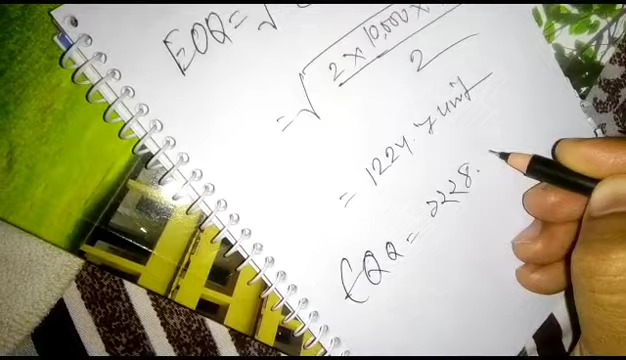 EOQ = √
= √ 2 × 10,000 ×
2
= 1224.7 unit
EOQ = 2228.